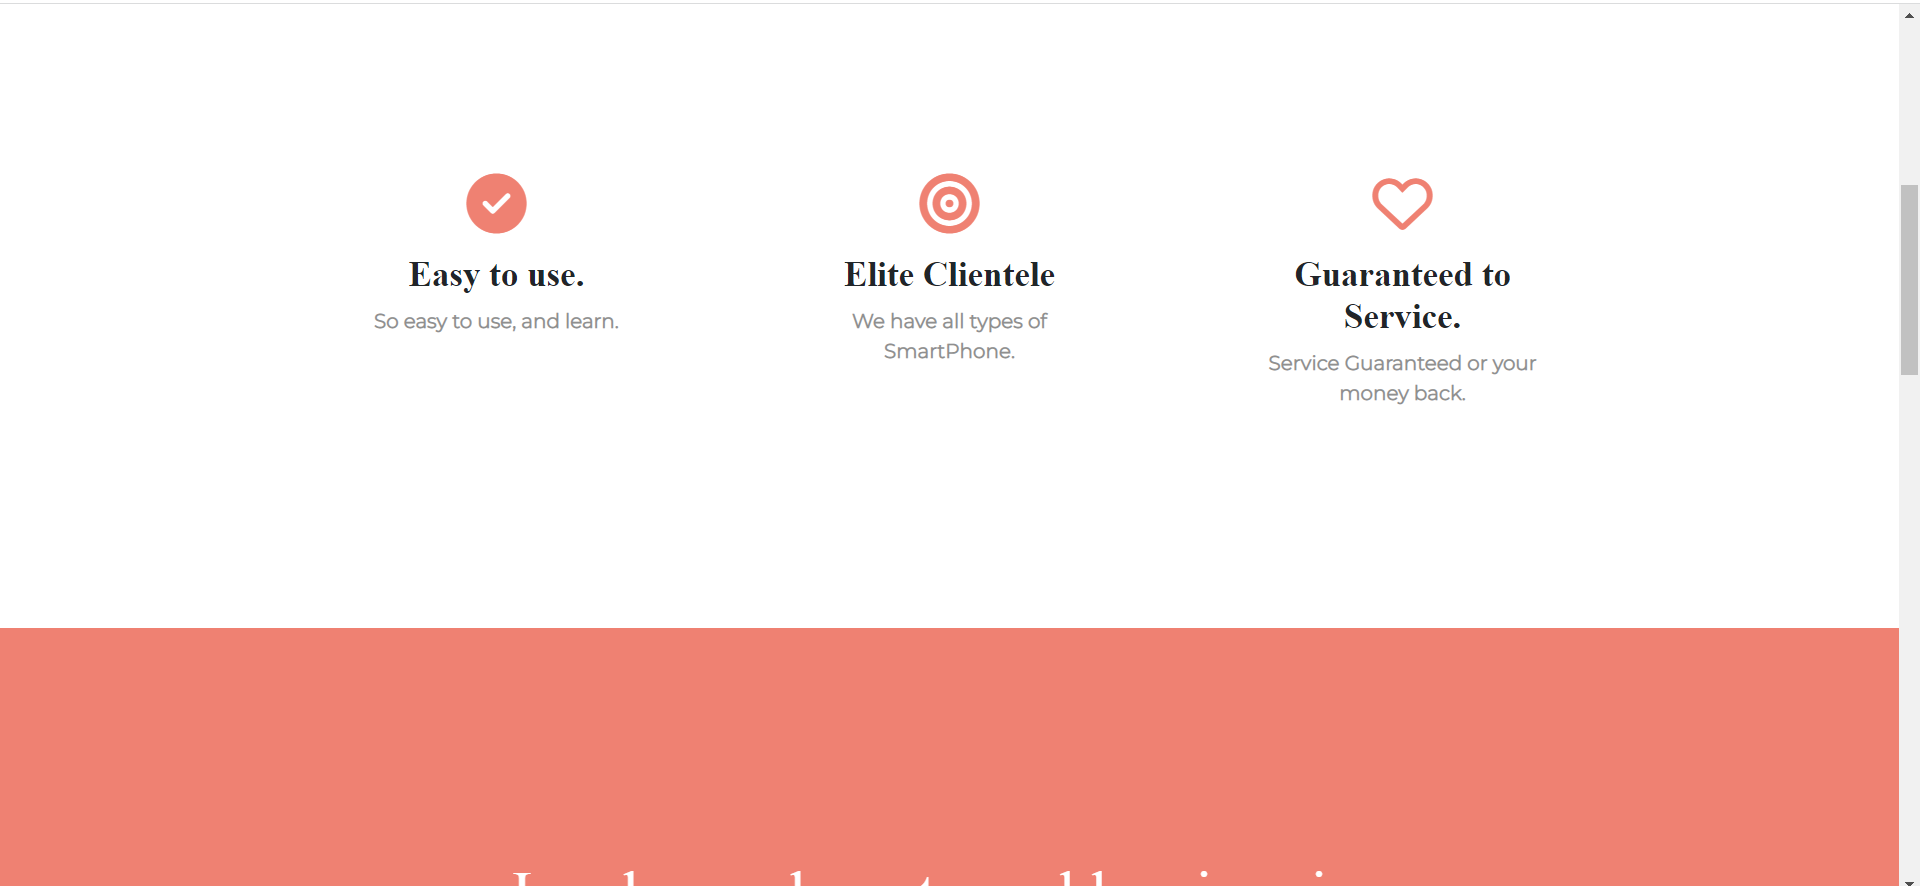 Easy to use.
So easy to use, and learn.
Elite Clientele
We have all types of
SmartPhone.
Guaranteed to
Service.
Service Guaranteed or your
money back.